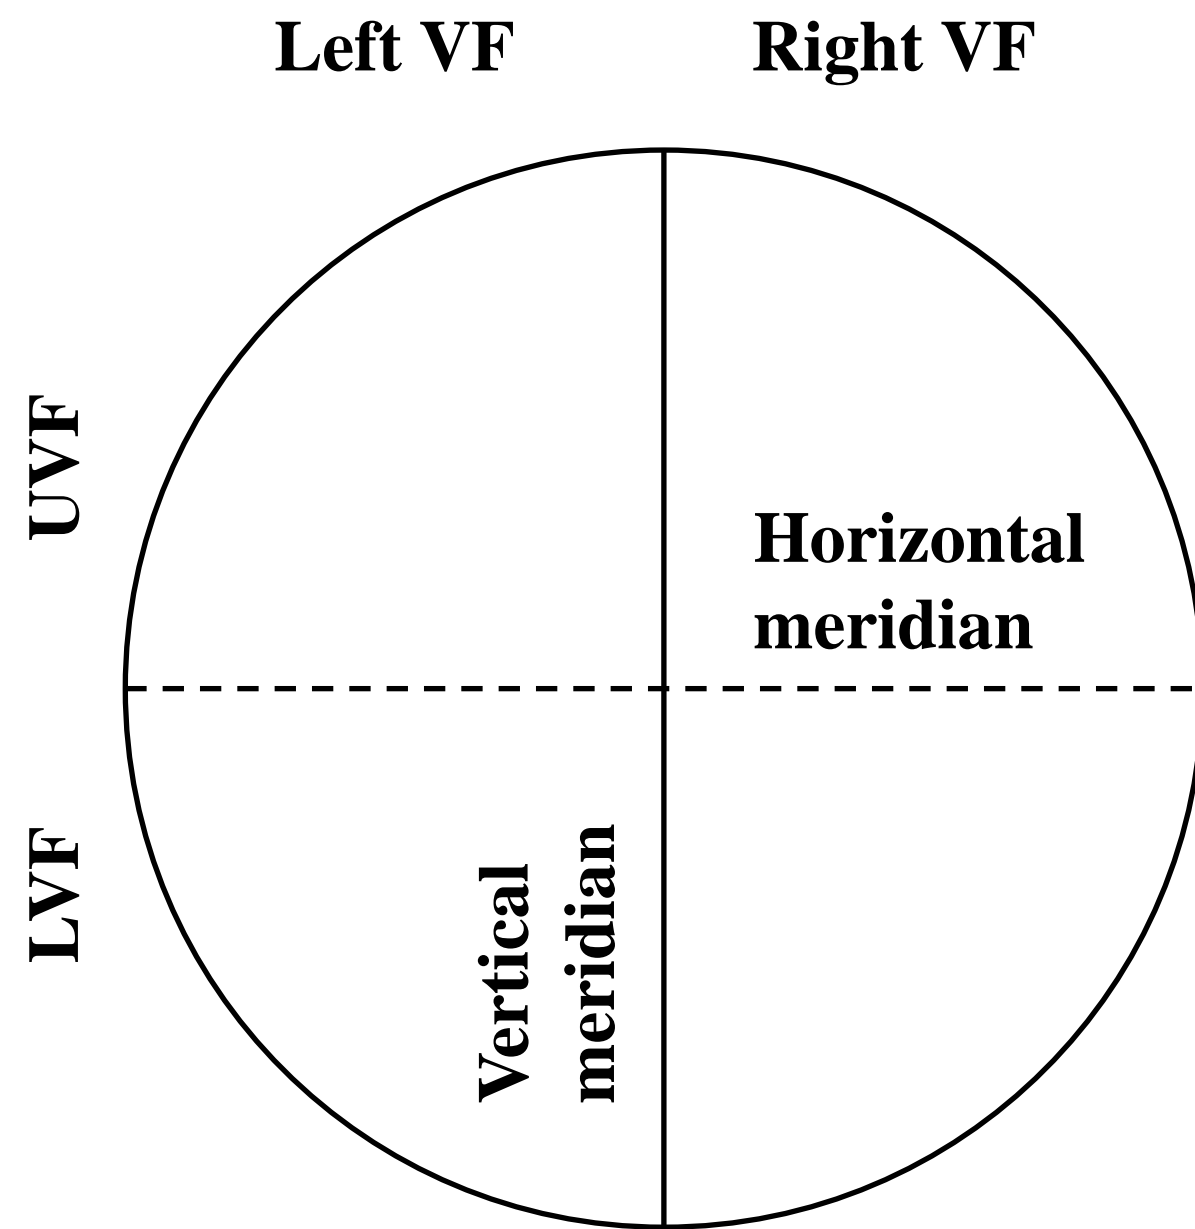 Left VF
Right VF
UVF
Horizontal
meridian
LVF
Vertical
meridian